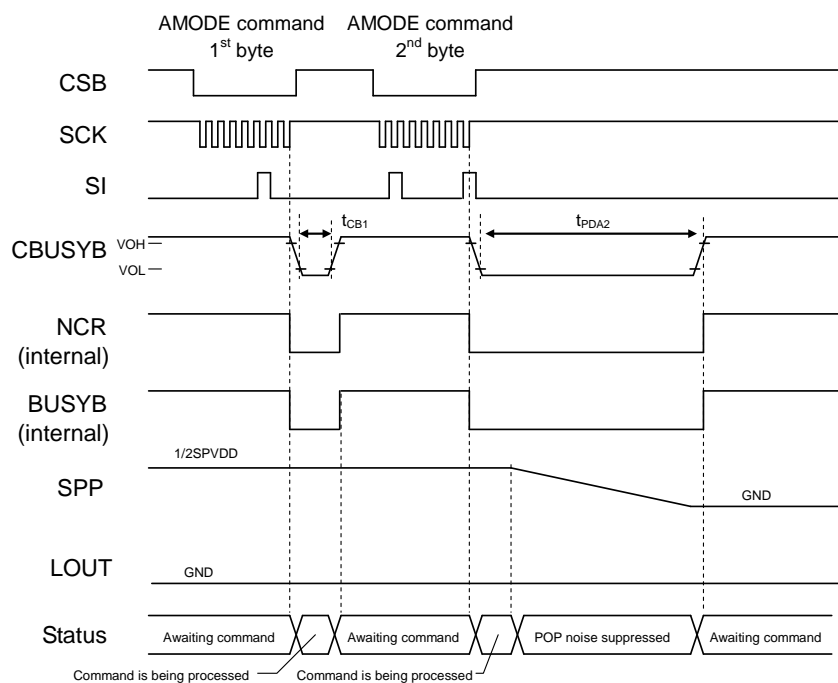 AMODE command
1st byte
AMODE command
2nd byte
CSB
SCK
SI
tCB1
tPDA2
CBUSYB
VOH
VOL
NCR
(internal)
BUSYB
(internal)
1/2SPVDD
SPP
GND
LOUT
GND
Status
Awaiting command
Awaiting command
POP noise suppressed
Awaiting command
Command is being processed
Command is being processed